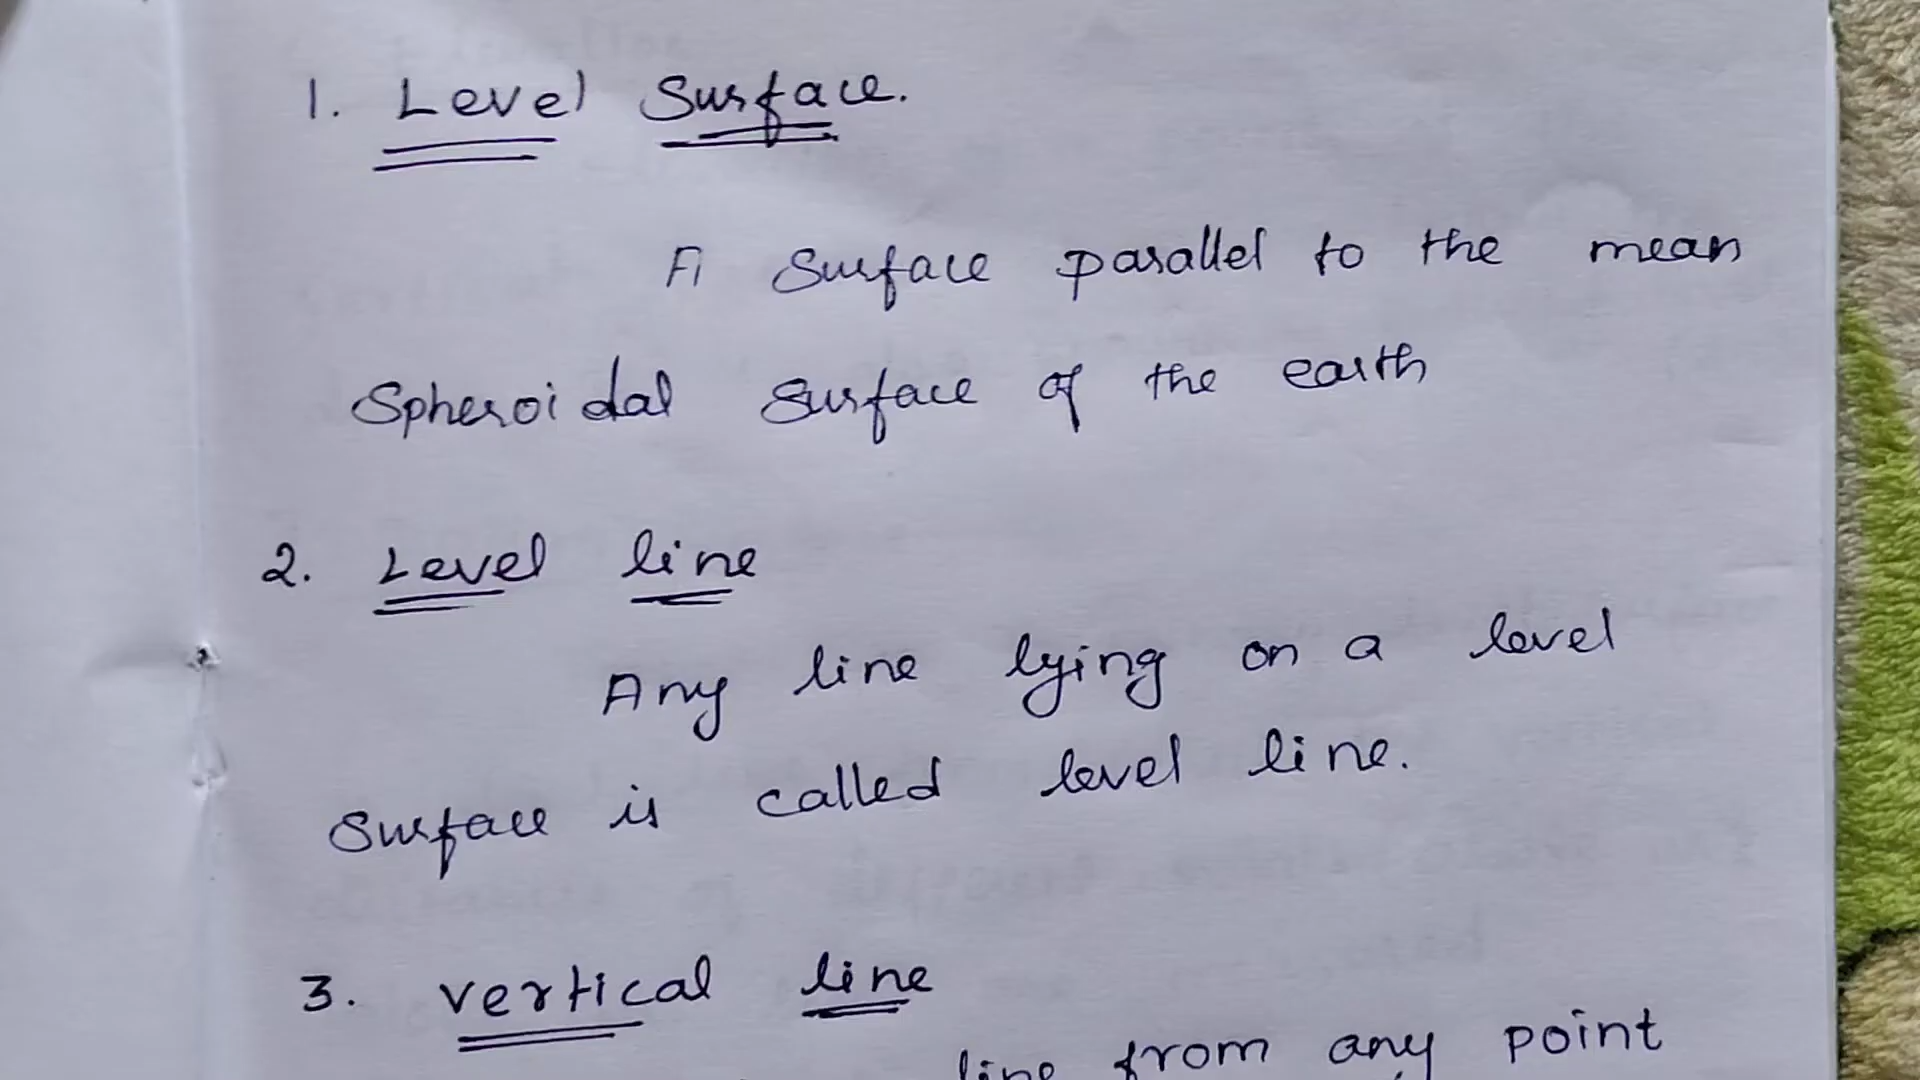 1. Level Surface.
A Surface parallel to the mean
Spheroidal Surface of the earth
2. Level line
Any line lying on a level
Surface is called level line.
3. vertical line
line from any point